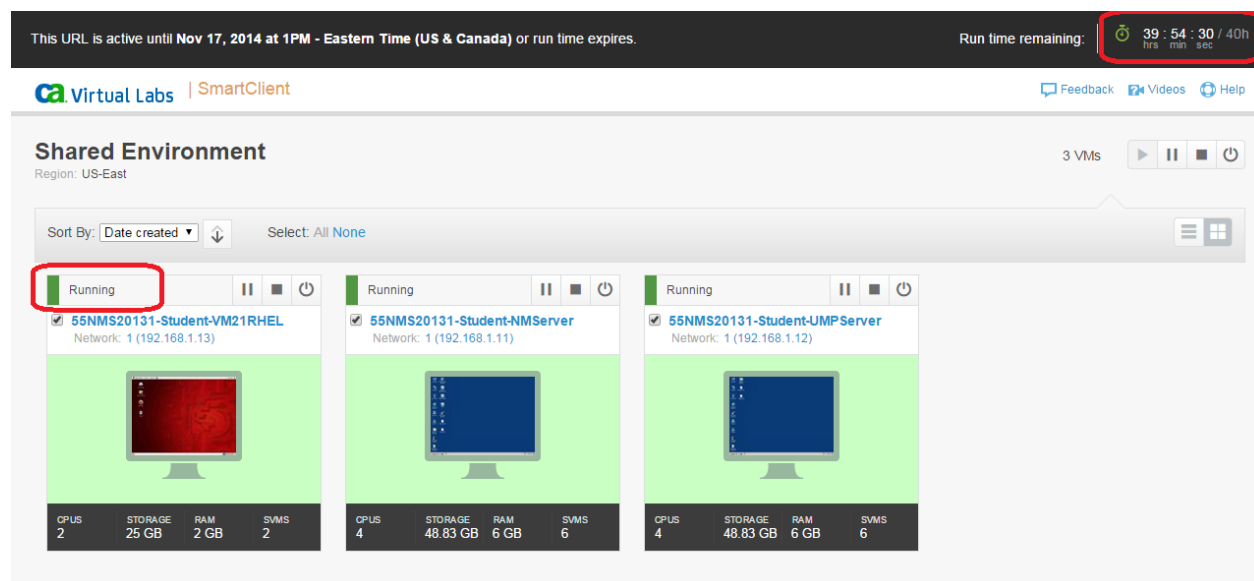 This URL is active until Nov 17, 2014 at 1PM - Eastern Time (US & Canada) or run time expires.
Run time remaining:
39 : 54 : 30 / 40h
hrs min sec
ca. Virtual Labs | SmartClient
Feedback Videos Help
Shared Environment
Region: US-East
3 VMs
Sort By: Date created Select: All None
Running
55NMS20131-Student-VM21RHEL
Network: 1 (192.168.1.13)
CPUS STORAGE RAM SVMS
2 25 GB 2 GB 2
Running
55NMS20131-Student-NMServer
Network: 1 (192.168.1.11)
CPUS STORAGE RAM SVMS
4 48.83 GB 6 GB 6
Running
55NMS20131-Student-UMPServer
Network: 1 (192.168.1.12)
CPUS STORAGE RAM SVMS
4 48.83 GB 6 GB 6